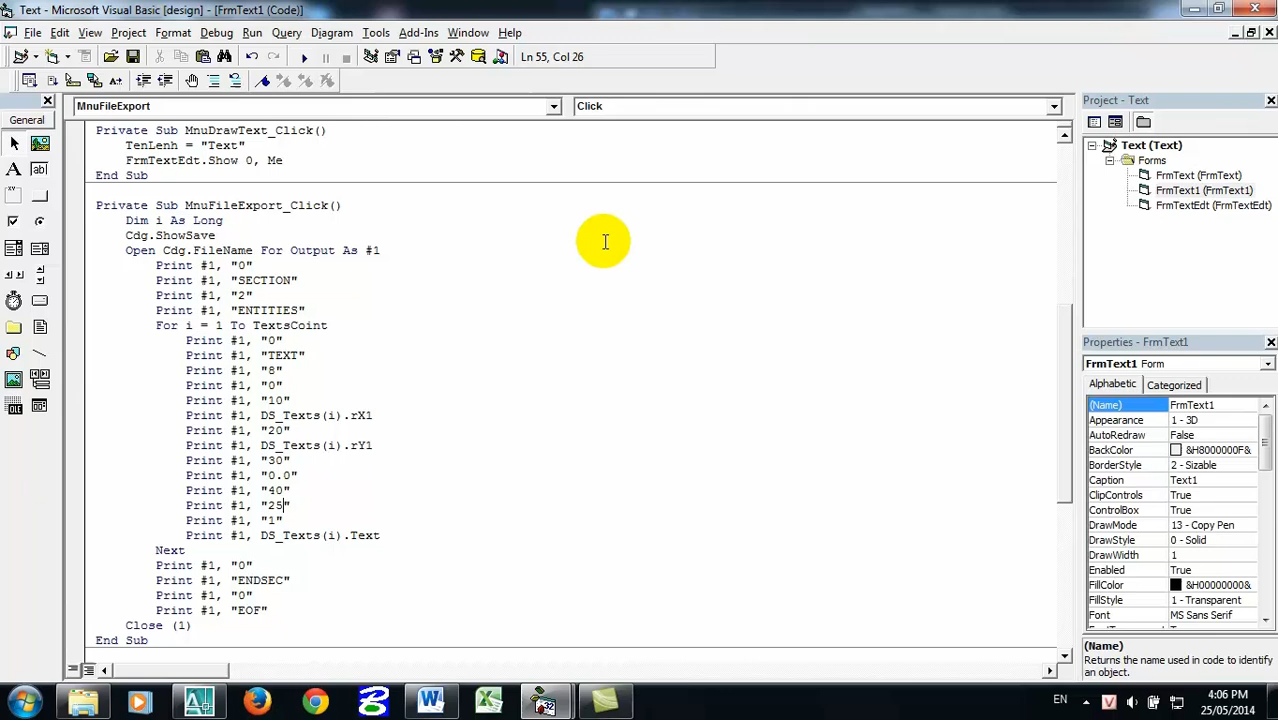 Text - Microsoft Visual Basic [design] - [FrmText1 (Code)]
File Edit View Project Format Debug Run Query Diagram Tools Add-Ins Window Help
Ln 55, Col 26
General
MnuFileExport
Click
Private Sub MnuDrawText_Click()
TenLenh = "Text"
FrmTextEdt.Show 0, Me
End Sub
Private Sub MnuFileExport_Click()
Dim i As Long
Cdg.ShowSave
Open Cdg.FileName For Output As #1
Print #1, "0"
Print #1, "SECTION"
Print #1, "2"
Print #1, "ENTITIES"
For i = 1 To TextsCoint
Print #1, "0"
Print #1, "TEXT"
Print #1, "8"
Print #1, "0"
Print #1, "10"
Print #1, DS_Texts(i).rX1
Print #1, "20"
Print #1, DS_Texts(i).rY1
Print #1, "30"
Print #1, "0.0"
Print #1, "40"
Print #1, "25"
Print #1, "1"
Print #1, DS_Texts(i).Text
Next
Print #1, "0"
Print #1, "ENDSEC"
Print #1, "0"
Print #1, "EOF"
Close (1)
End Sub
Project - Text
Text (Text)
Forms
FrmText (FrmText)
FrmText1 (FrmText1)
FrmTextEdt (FrmTextEdt)
Properties - FrmText1
FrmText1 Form
Alphabetic Categorized
(Name) FrmText1
Appearance 1 - 3D
AutoRedraw False
BackColor &H8000000F&
BorderStyle 2 - Sizable
Caption Text1
ClipControls True
ControlBox True
DrawMode 13 - Copy Pen
DrawStyle 0 - Solid
DrawWidth 1
Enabled True
FillColor &H00000000&
FillStyle 1 - Transparent
Font MS Sans Serif
(Name)
Returns the name used in code to identify
an object.
EN
4:06 PM
25/05/2014